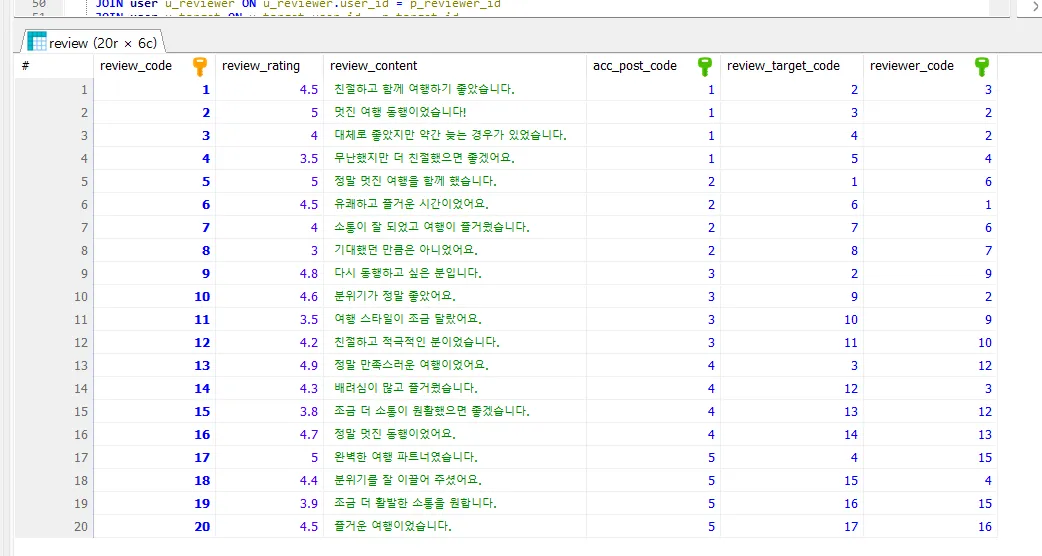 50 JOIN user u_reviewer ON u_reviewer.user_id = p_reviewer_id
review (20r × 6c)
# review_code review_rating review_content acc_post_code review_target_code reviewer_code
1 1 4.5 친절하고 함께 여행하기 좋았습니다. 1 2 3
2 2 5 멋진 여행 동행이었습니다! 1 3 2
3 3 4 대체로 좋았지만 약간 늦는 경우가 있었습니다. 1 4 2
4 4 3.5 무난했지만 더 친절했으면 좋겠어요. 1 5 4
5 5 5 정말 멋진 여행을 함께 했습니다. 2 1 6
6 6 4.5 유쾌하고 즐거운 시간이었어요. 2 6 1
7 7 4 소통이 잘 되었고 여행이 즐거웠습니다. 2 7 6
8 8 3 기대했던 만큼은 아니었어요. 2 8 7
9 9 4.8 다시 동행하고 싶은 분입니다. 3 2 9
10 10 4.6 분위기가 정말 좋았어요. 3 9 2
11 11 3.5 여행 스타일이 조금 달랐어요. 3 10 9
12 12 4.2 친절하고 적극적인 분이었습니다. 3 11 10
13 13 4.9 정말 만족스러운 여행이었어요. 4 3 12
14 14 4.3 배려심이 많고 즐거웠습니다. 4 12 3
15 15 3.8 조금 더 소통이 원활했으면 좋겠습니다. 4 13 12
16 16 4.7 정말 멋진 동행이었어요. 4 14 13
17 17 5 완벽한 여행 파트너였습니다. 5 4 15
18 18 4.4 분위기를 잘 이끌어 주셨어요. 5 15 4
19 19 3.9 조금 더 활발한 소통을 원합니다. 5 16 15
20 20 4.5 즐거운 여행이었습니다. 5 17 16